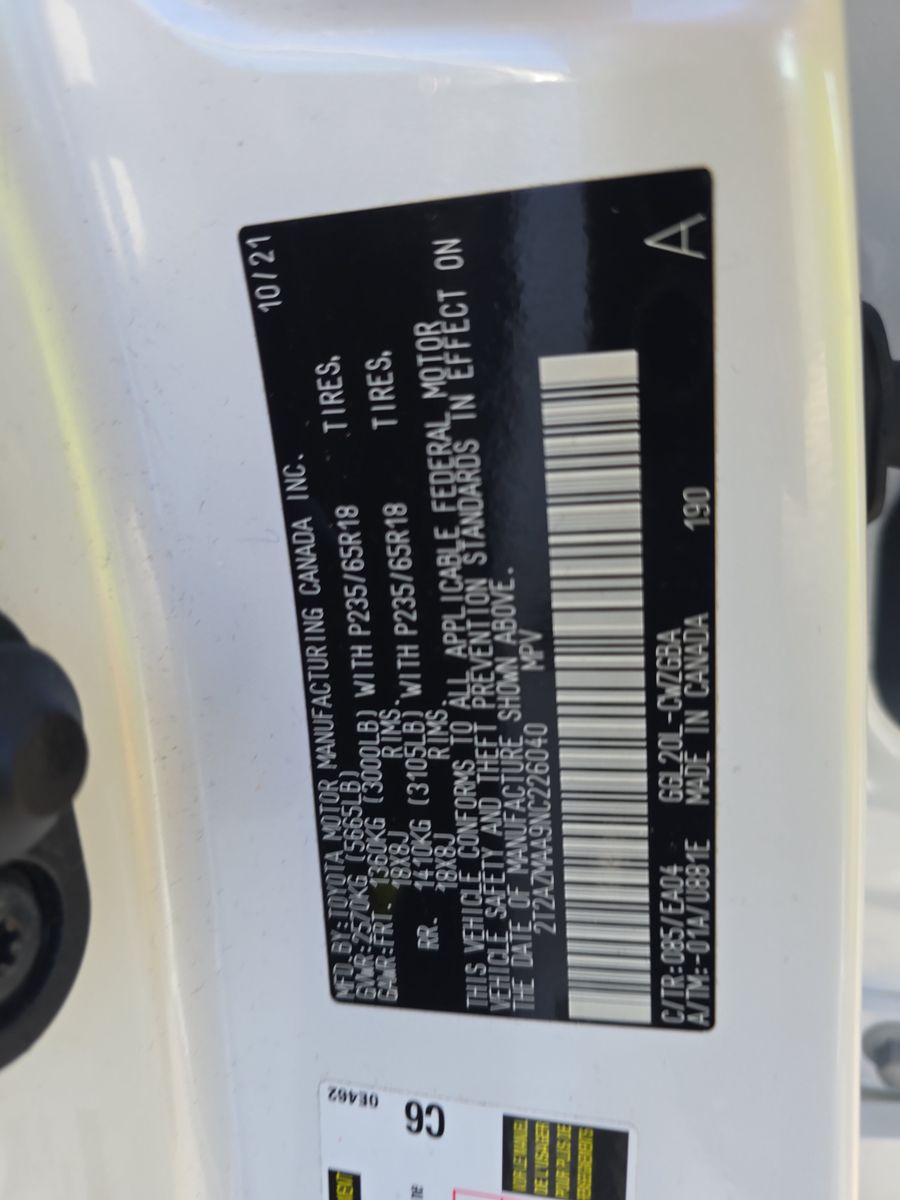 MFD.BY:TOYOTA MOTOR MANUFACTURING CANADA INC. 10/21
GVWR:2570KG (5665LB)
GAWR:FRT. 1360KG (3000LB) WITH P235/65R18 TIRES,
18X8J RIMS.
RR. 1410KG (3105LB) WITH P235/65R18 TIRES,
18X8J RIMS.
THIS VEHICLE CONFORMS TO ALL APPLICABLE FEDERAL MOTOR
VEHICLE SAFETY AND THEFT PREVENTION STANDARDS IN EFFECT ON
THE DATE OF MANUFACTURE SHOWN ABOVE.
2T2AZMAA9NC226040 MPV
C/TR:085/EA04 GGL20L-CWZGBA
A/TM:-01A/U881E MADE IN CANADA 190 A
0E462
C6